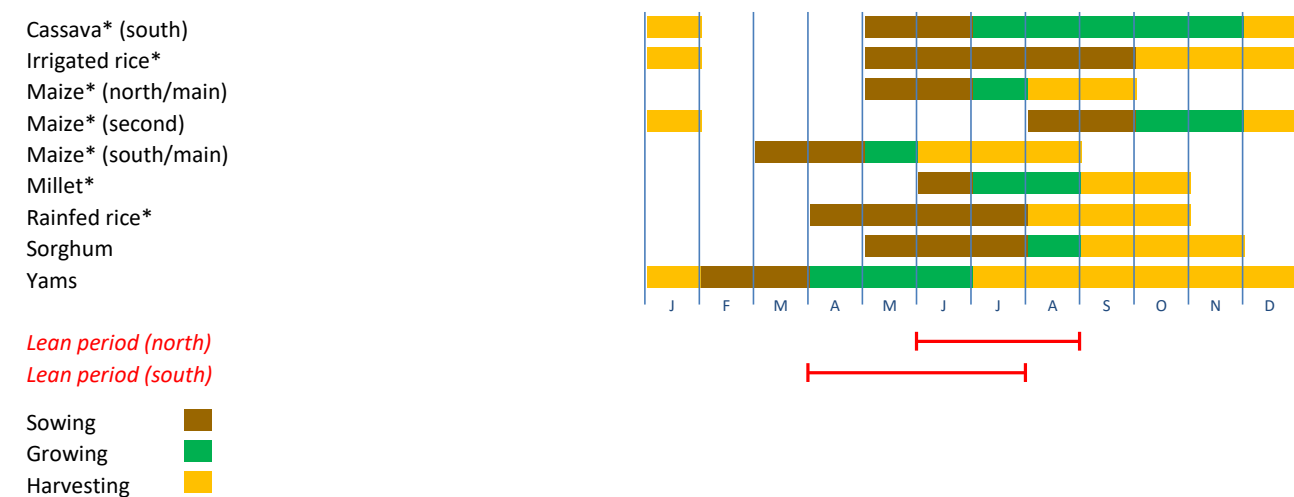 Cassava* (south)
Irrigated rice*
Maize* (north/main)
Maize* (second)
Maize* (south/main)
Millet*
Rainfed rice*
Sorghum
Yams
J F M A M J J A S O N D
Lean period (north)
Lean period (south)
Sowing
Growing
Harvesting